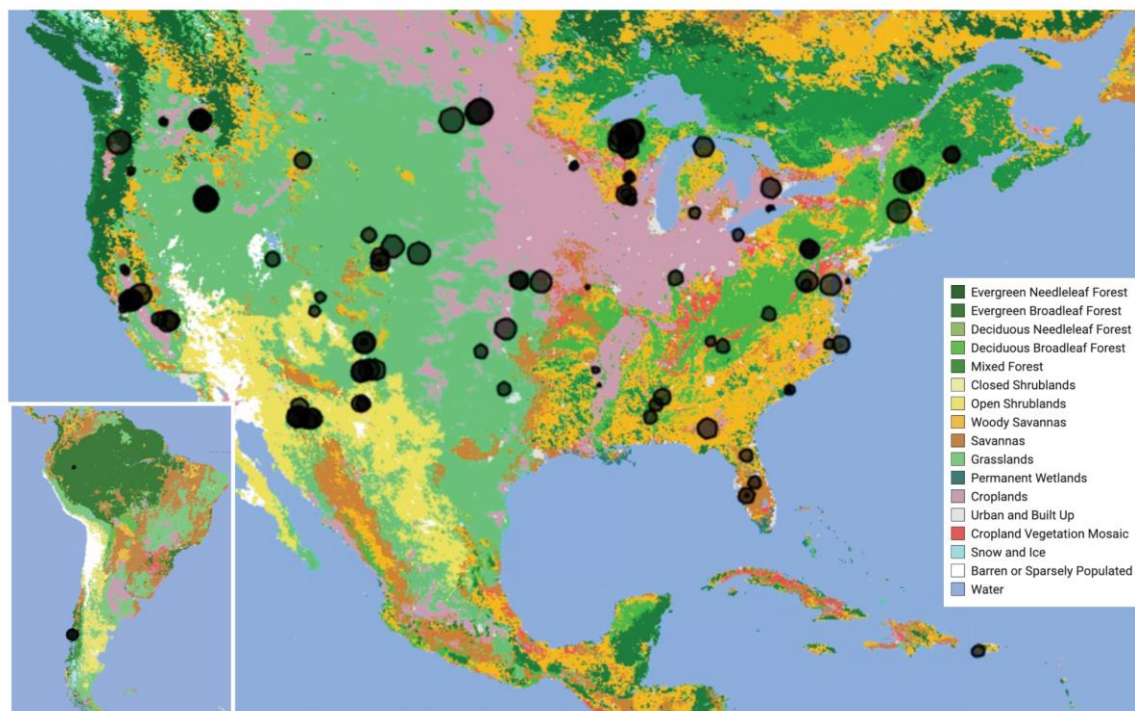 Evergreen Needleleaf Forest
Evergreen Broadleaf Forest
Deciduous Needleleaf Forest
Deciduous Broadleaf Forest
Mixed Forest
Closed Shrublands
Open Shrublands
Woody Savannas
Savannas
Grasslands
Permanent Wetlands
Croplands
Urban and Built Up
Cropland Vegetation Mosaic
Snow and Ice
Barren or Sparsely Populated
Water